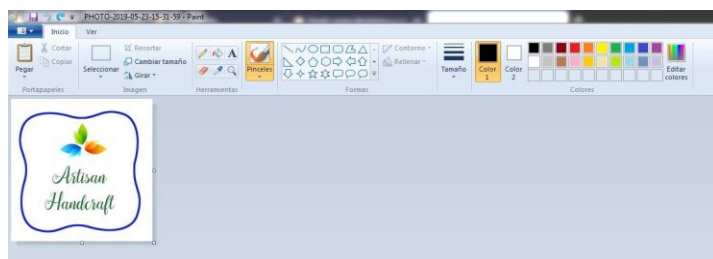 PHOTO-2019-05-23-15-31-59 - Paint
Inicio
Ver
Pegar
Cortar
Copiar
Portapapeles
Seleccionar
Recortar
Cambiar tamaño
Girar
Imagen
A
Herramientas
Pinceles
Contorno
Rellenar
Formas
Tamaño
Color
1
Color
2
Editar
colores
Colores
Artisan
Handcraft